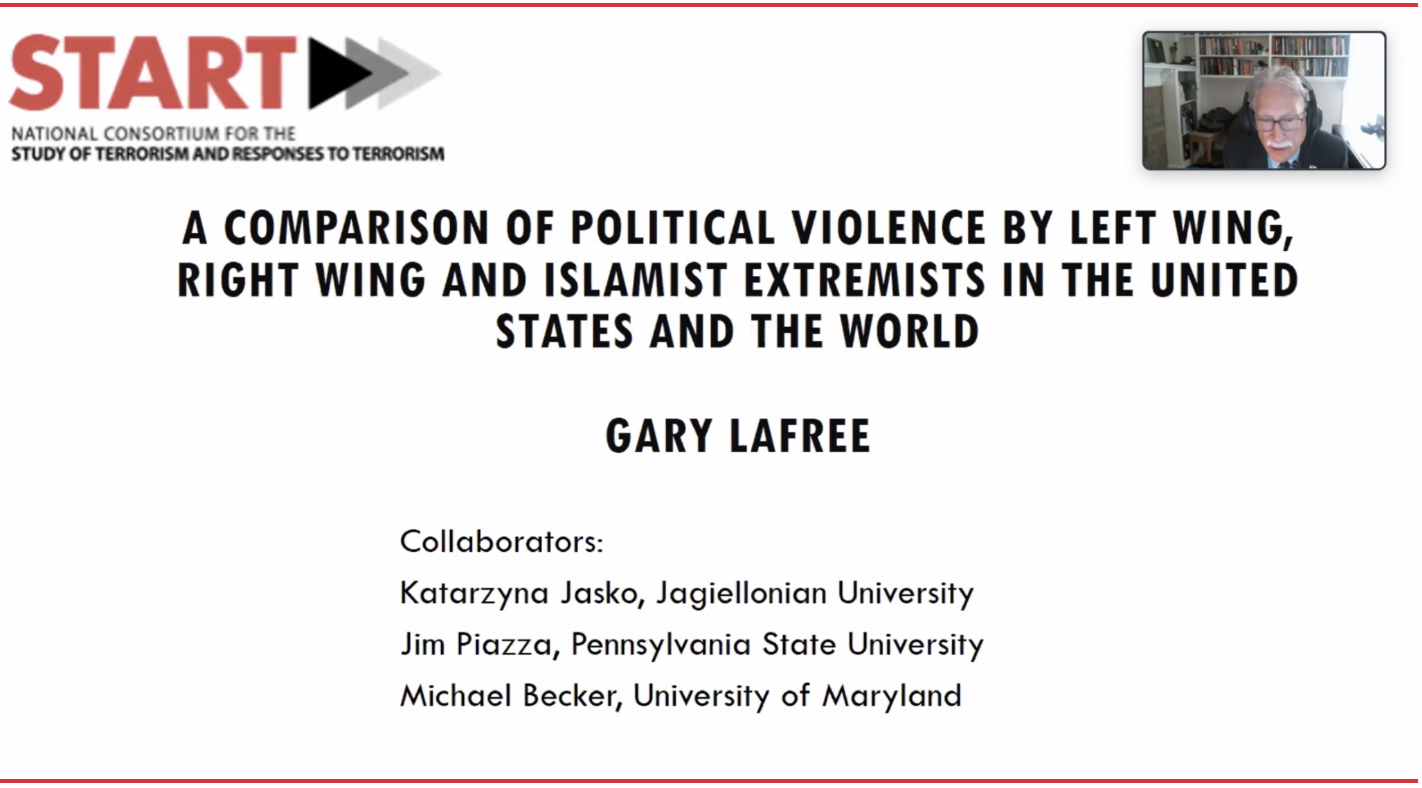 START
NATIONAL CONSORTIUM FOR THE
STUDY OF TERRORISM AND RESPONSES TO TERRORISM
A COMPARISON OF POLITICAL VIOLENCE BY LEFT WING,
RIGHT WING AND ISLAMIST EXTREMISTS IN THE UNITED
STATES AND THE WORLD
GARY LAFREE
Collaborators:
Katarzyna Jasko, Jagiellonian University
Jim Piazza, Pennsylvania State University
Michael Becker, University of Maryland